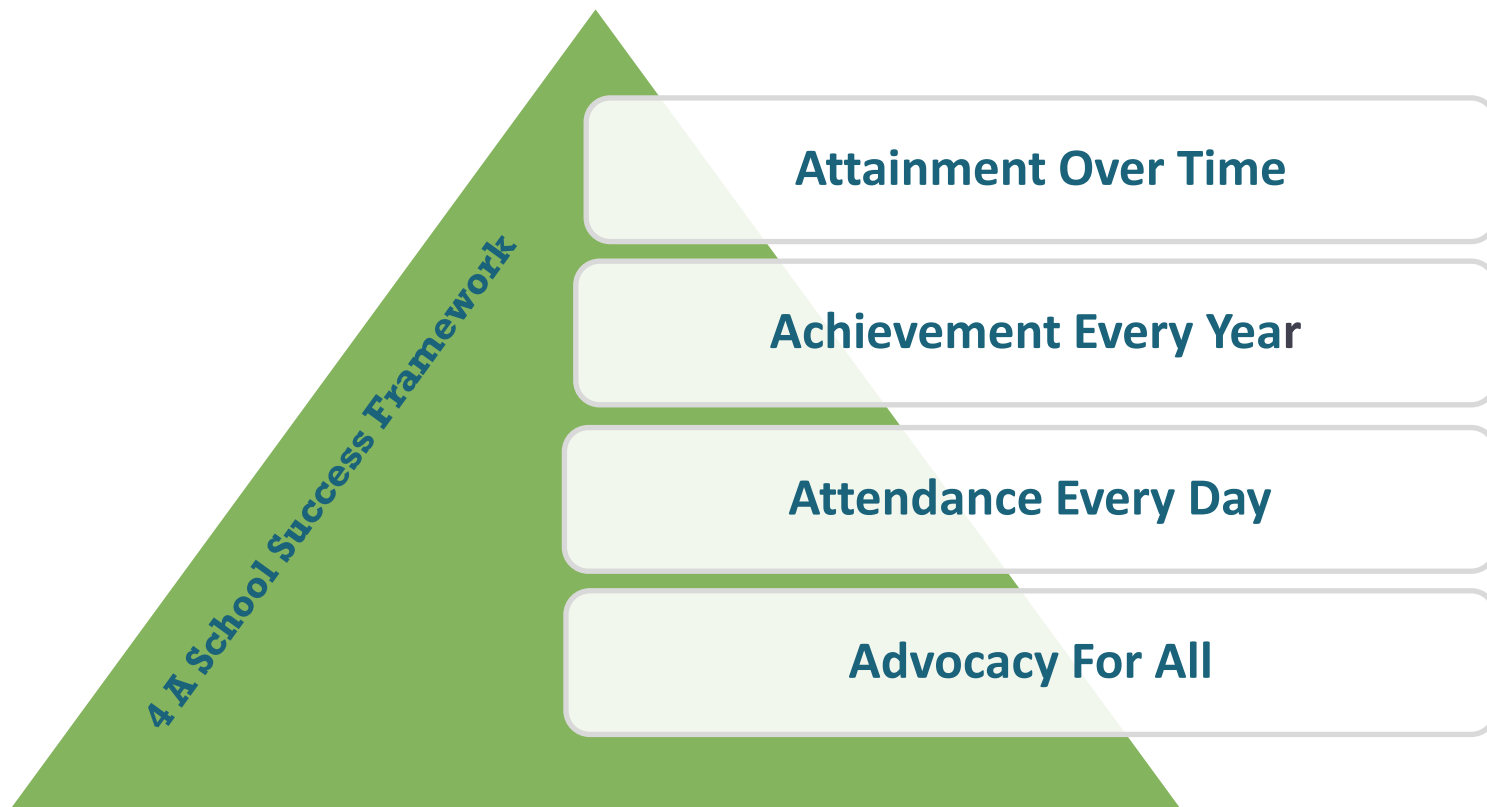 4 A School Success Framework
Attainment Over Time
Achievement Every Year
Attendance Every Day
Advocacy For All